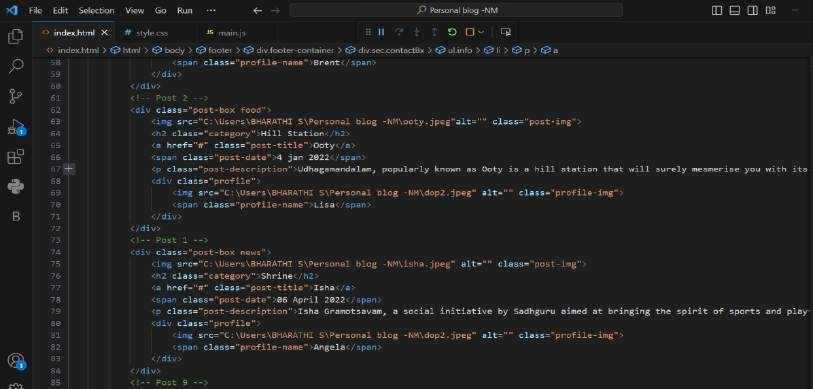 File Edit Selection View Go Run ... Personal blog -NM
index.html style.css JS main.js
index.html > html > body > footer > div.footer-container > div.sec.contactBx > ul.info > li > p > a
58 <span class="profile-name">Brent</span>
59 </div>
60 </div>
61 <!-- Post 2 -->
62 <div class="post-box food">
63 <img src="C:\Users\BHARATHI S\Personal blog -NM\ooty.jpeg"alt="" class="post-img">
64 <h2 class="category">Hill Station</h2>
65 <a href="#" class="post-title">Ooty</a>
66 <span class="post-date">4 jan 2022</span>
67 <p class="post-description">Udhagamandalam, popularly known as Ooty is a hill station that will surely mesmerise you with its
68 <div class="profile">
69 <img src="C:\Users\BHARATHI S\Personal blog -NM\dop2.jpeg" alt="" class="profile-img">
70 <span class="profile-name">Lisa</span>
71 </div>
72 </div>
73 <!-- Post 1 -->
74 <div class="post-box news">
75 <img src="C:\Users\BHARATHI S\Personal blog -NM\isha.jpeg" alt="" class="post-img">
76 <h2 class="category">Shrine</h2>
77 <a href="#" class="post-title">Isha</a>
78 <span class="post-date">06 April 2022</span>
79 <p class="post-description">Isha Gramotsavam, a social initiative by Sadhguru aimed at bringing the spirit of sports and play
80 <div class="profile">
81 <img src="C:\Users\BHARATHI S\Personal blog -NM\dop2.jpeg" alt="" class="profile-img">
82 <span class="profile-name">Angela</span>
83 </div>
84 </div>
85 <!-- Post 9 -->